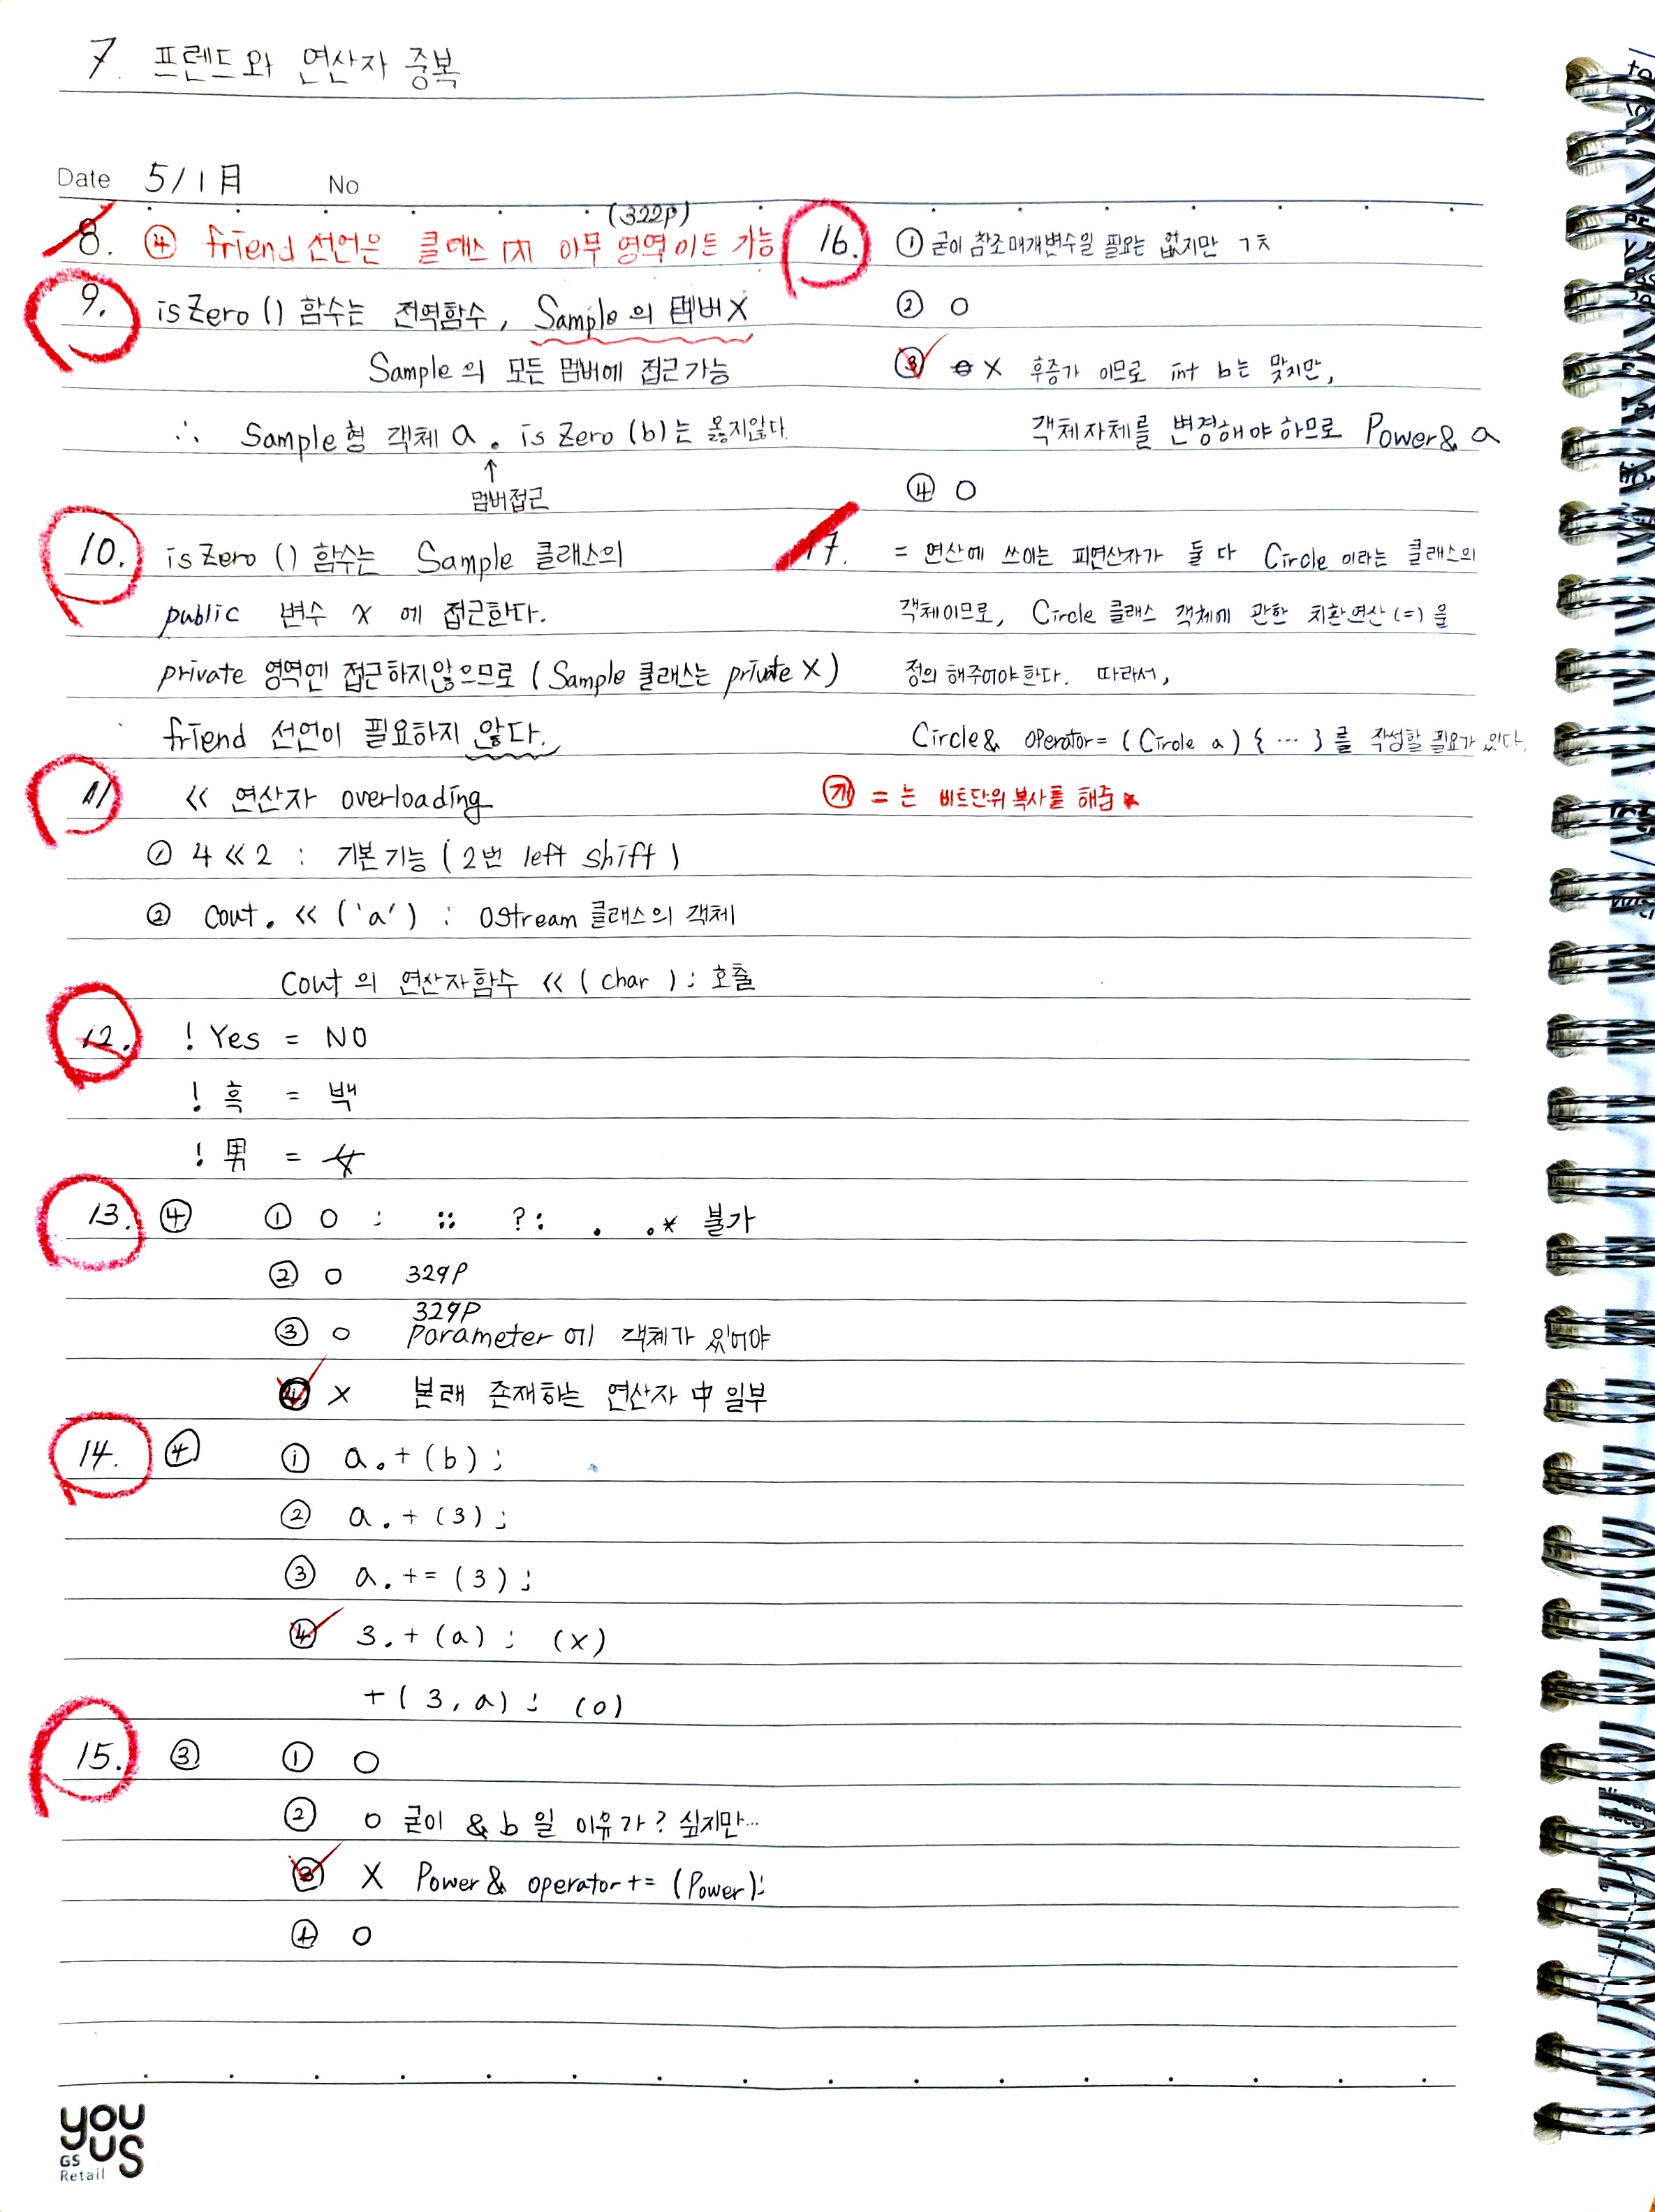 7. 프렌드와 연산자 중복
Date 5/1 月 No
(322p)
8. ④ friend 선언은 클래스 內 아무 영역이든 가능
9. isZero () 함수는 전역함수, Sample의 멤버X
Sample의 모든 멤버에 접근가능
∴ Sample형 객체 a . is Zero (b)는 옳지않다.
↑
멤버접근
10. isZero () 함수는 Sample 클래스의
public 변수 x 에 접근한다.
private 영역엔 접근하지않으므로 (Sample 클래스는 private X)
friend 선언이 필요하지 않다.
11 << 연산자 overloading
① 4 << 2 : 기본기능 (2번 left shift)
② Cout . << ('a') : Ostream 클래스의 객체
Cout 의 연산자함수 << (char); 호출
12. ! Yes = NO
! 흑 = 백
! 男 = 女
13. ④ ① O : :: ?: . .* 불가
② O 329P
329P
③ O Parameter 에 객체가 있어야
④ X 본래 존재하는 연산자 中 일부
14. ④ ① a.+(b);
② a.+(3);
③ a.+=(3);
④ 3.+(a); (X)
+(3, a); (O)
15. ③ ① O
② O 굳이 &b 일 이유가? 싶지만...
③ X Power& operator+= (Power);
④ O
16. ① 굳이 참조매개변수일 필요는 없지만 ㄱㅊ
② O
③ X 후증가 이므로 int b는 맞지만,
객체자체를 변경해야하므로 Power& a
④ O
17. = 연산에 쓰이는 피연산자가 둘 다 Circle 이라는 클래스의
객체이므로, Circle 클래스 객체에 관한 치환연산(=)을
정의 해주어야한다. 따라서,
Circle& operator= (Circle a) { ... } 를 작성할 필요가 있다.
= 는 비트단위 복사를 해줌
you
us
GS
Retail